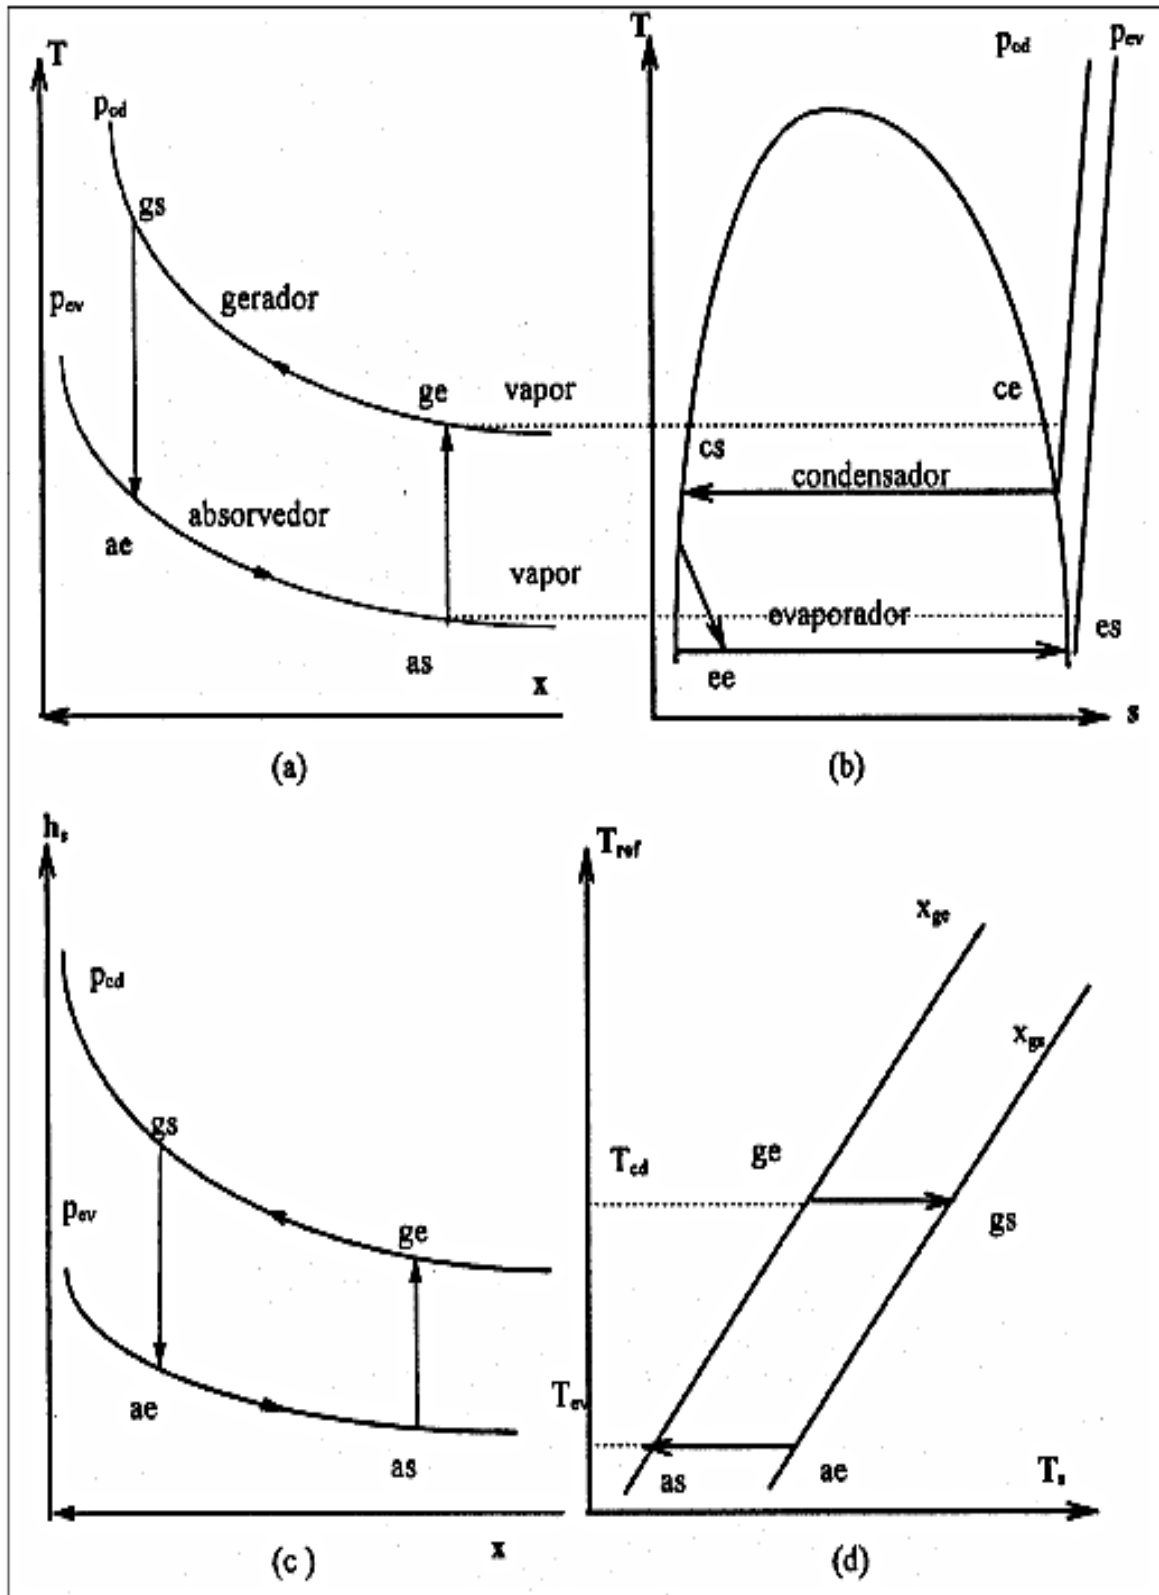 T
p_cd
gs
p_ev
gerador
ge
vapor
absorvedor
ae
vapor
as
x
(a)
T
p_cd
p_ev
ce
cs
condensador
evaporador
es
ee
s
(b)
h_s
p_cd
gs
p_ev
ge
ae
as
x
(c )
T_ref
x_ge
x_gs
T_cd
ge
gs
T_ev
as
ae
T_s
(d)